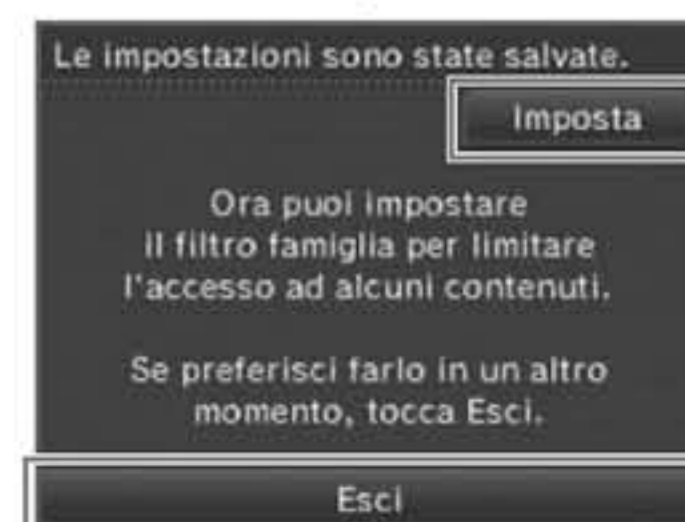 Le impostazioni sono state salvate.
Imposta
Ora puoi impostare
il filtro famiglia per limitare
l'accesso ad alcuni contenuti.
Se preferisci farlo in un altro
momento, tocca Esci.
Esci